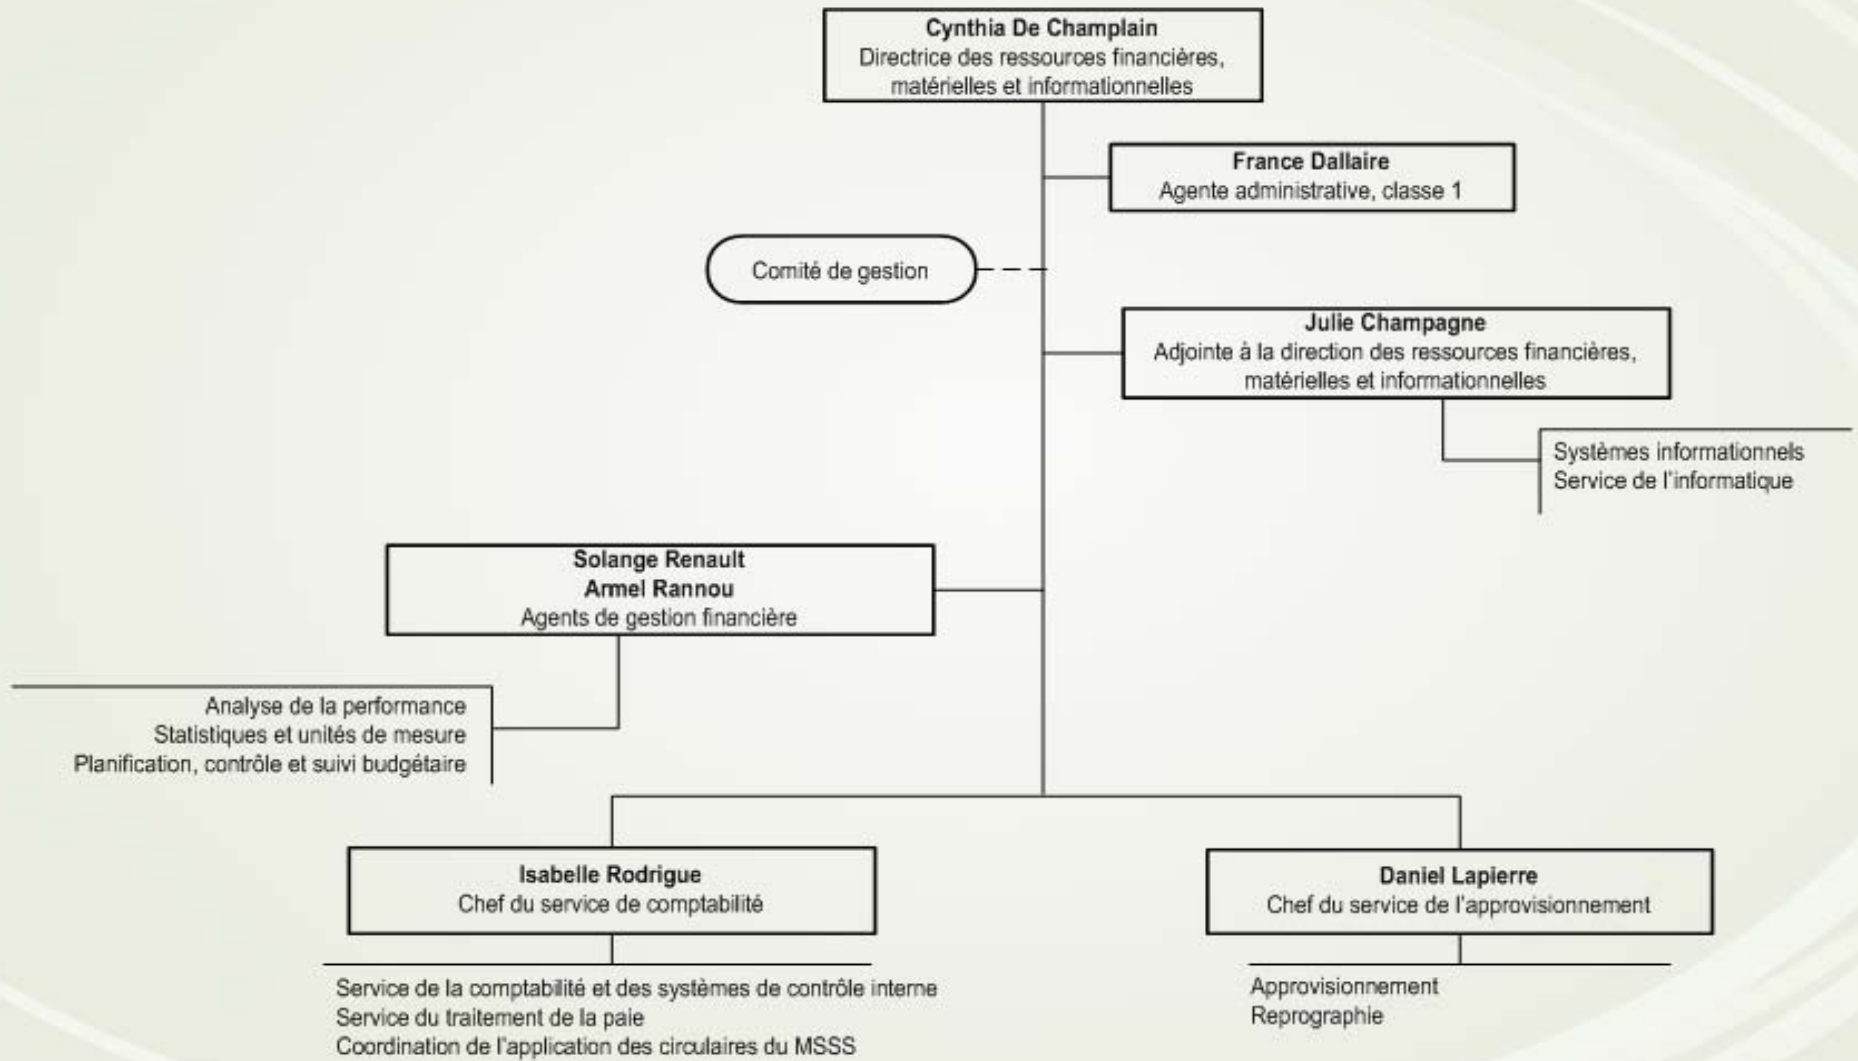 Cynthia De Champlain
Directrice des ressources financières,
matérielles et informationnelles
France Dallaire
Agente administrative, classe 1
Comité de gestion
Julie Champagne
Adjointe à la direction des ressources financières,
matérielles et informationnelles
Systèmes informationnels
Service de l'informatique
Solange Renault
Armel Rannou
Agents de gestion financière
Analyse de la performance
Statistiques et unités de mesure
Planification, contrôle et suivi budgétaire
Isabelle Rodrigue
Chef du service de comptabilité
Service de la comptabilité et des systèmes de contrôle interne
Service du traitement de la paie
Coordination de l'application des circulaires du MSSS
Daniel Lapierre
Chef du service de l'approvisionnement
Approvisionnement
Reprographie